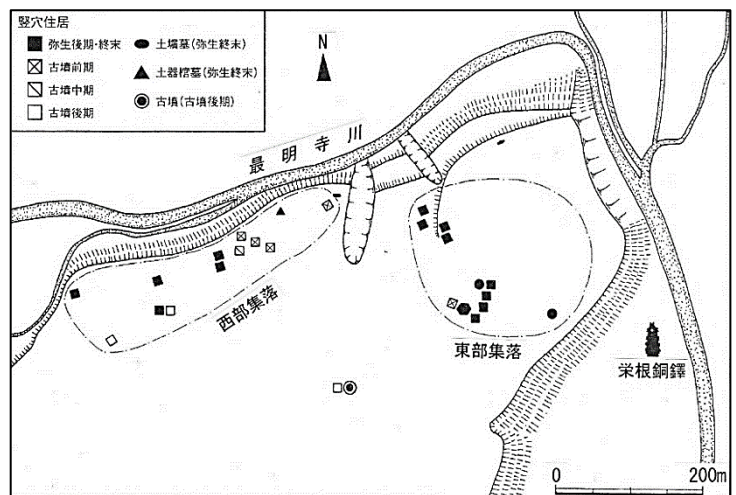 竪穴住居
弥生後期・終末
古墳前期
古墳中期
古墳後期
土壙墓(弥生終末)
土器棺墓(弥生終末)
古墳(古墳後期)
N
最明寺川
西部集落
東部集落
栄根銅鐸
0
200m